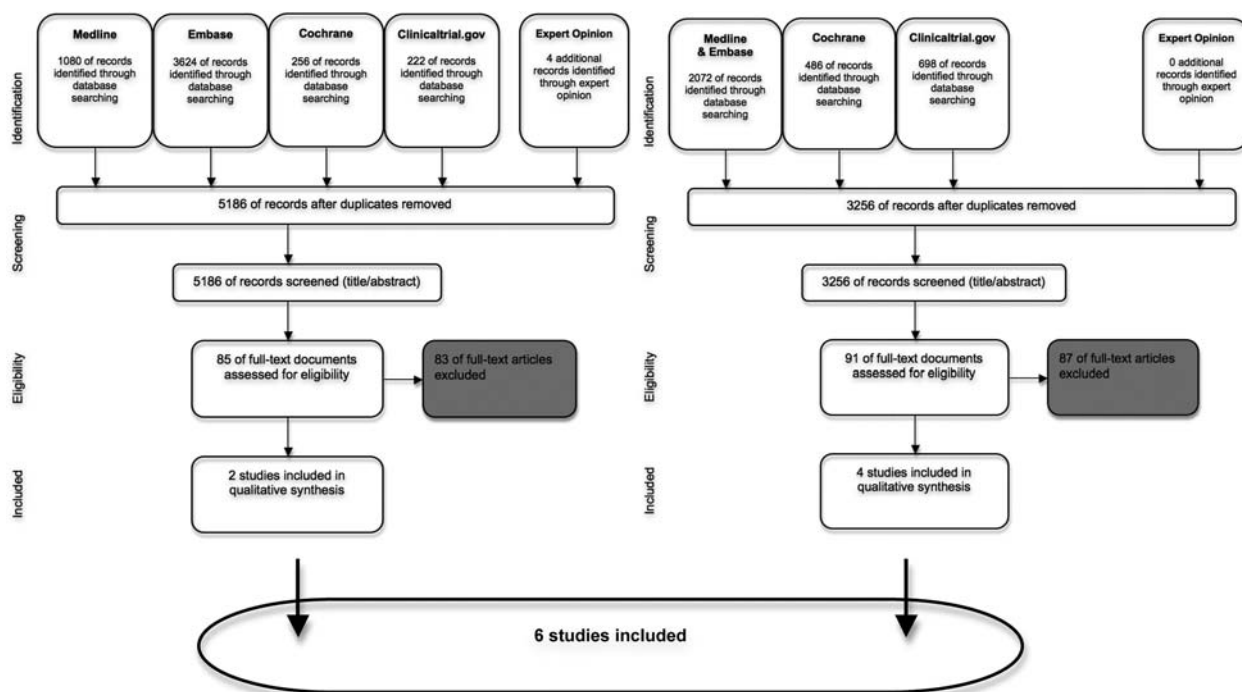 Identification
Medline
1080 of records
identified through
database
searching
Embase
3624 of records
identified through
database
searching
Cochrane
256 of records
identified through
database
searching
Clinicaltrial.gov
222 of records
identified through
database
searching
Expert Opinion
4 additional
records identified
through expert
opinion
Screening
5186 of records after duplicates removed
5186 of records screened (title/abstract)
Eligibility
85 of full-text documents
assessed for eligibility
83 of full-text articles
excluded
Included
2 studies included in
qualitative synthesis
Identification
Medline
& Embase
2072 of records
identified through
database
searching
Cochrane
486 of records
identified through
database
searching
Clinicaltrial.gov
698 of records
identified through
database
searching
Expert Opinion
0 additional
records identified
through expert
opinion
Screening
3256 of records after duplicates removed
3256 of records screened (title/abstract)
Eligibility
91 of full-text documents
assessed for eligibility
87 of full-text articles
excluded
Included
4 studies included in
qualitative synthesis
6 studies included